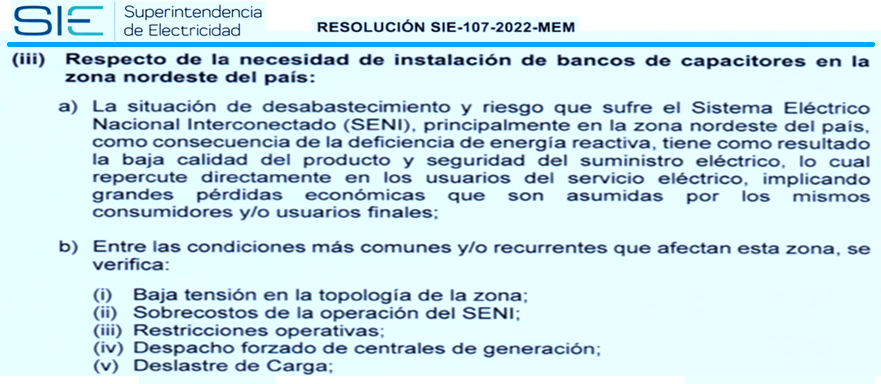 SIE Superintendencia
de Electricidad
RESOLUCIÓN SIE-107-2022-MEM
(iii) Respecto de la necesidad de instalación de bancos de capacitores en la
zona nordeste del país:
a) La situación de desabastecimiento y riesgo que sufre el Sistema Eléctrico
Nacional Interconectado (SENI), principalmente en la zona nordeste del país,
como consecuencia de la deficiencia de energía reactiva, tiene como resultado
la baja calidad del producto y seguridad del suministro eléctrico, lo cual
repercute directamente en los usuarios del servicio eléctrico, implicando
grandes pérdidas económicas que son asumidas por los mismos
consumidores y/o usuarios finales;
b) Entre las condiciones más comunes y/o recurrentes que afectan esta zona, se
verifica:
(i) Baja tensión en la topología de la zona;
(ii) Sobrecostos de la operación del SENI;
(iii) Restricciones operativas;
(iv) Despacho forzado de centrales de generación;
(v) Deslastre de Carga;